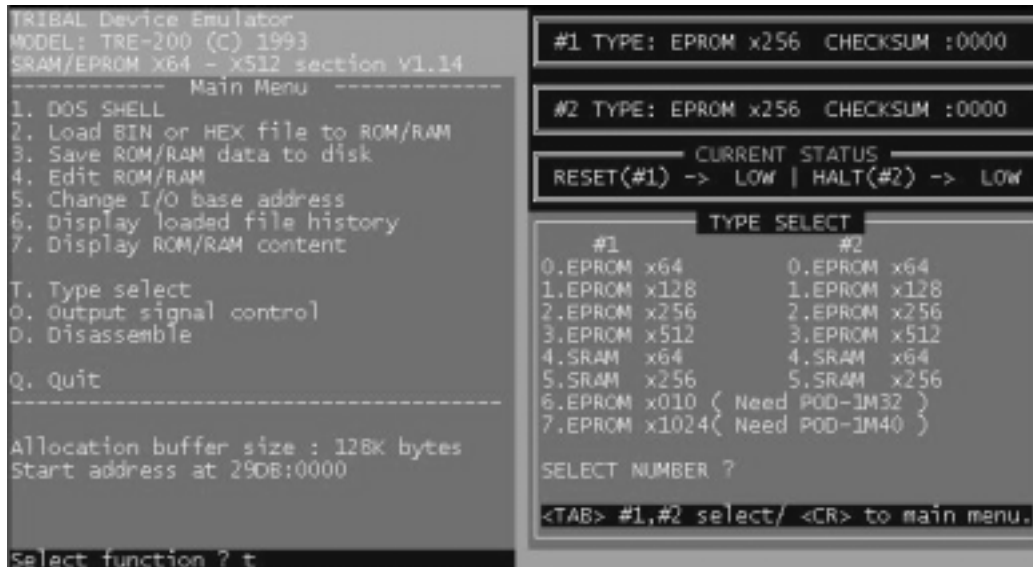 TRIBAL Device Emulator
MODEL: TRE-200 (C) 1993
SRAM/EPROM X64 - X512 section V1.14
------------ Main Menu ------------
1. DOS SHELL
2. Load BIN or HEX file to ROM/RAM
3. Save ROM/RAM data to disk
4. Edit ROM/RAM
5. Change I/O base address
6. Display loaded file history
7. Display ROM/RAM content
T. Type select
O. Output signal control
D. Disassemble
Q. Quit
Allocation buffer size : 128K bytes
Start address at 29DB:0000
Select function ? t
#1 TYPE: EPROM x256 CHECKSUM :0000
#2 TYPE: EPROM x256 CHECKSUM :0000
CURRENT STATUS
RESET(#1) -> LOW | HALT(#2) -> LOW
TYPE SELECT
#1 #2
0.EPROM x64 0.EPROM x64
1.EPROM x128 1.EPROM x128
2.EPROM x256 2.EPROM x256
3.EPROM x512 3.EPROM x512
4.SRAM x64 4.SRAM x64
5.SRAM x256 5.SRAM x256
6.EPROM x010 ( Need POD-1M32 )
7.EPROM x1024( Need POD-1M40 )
SELECT NUMBER ?
<TAB> #1,#2 select/ <CR> to main menu.